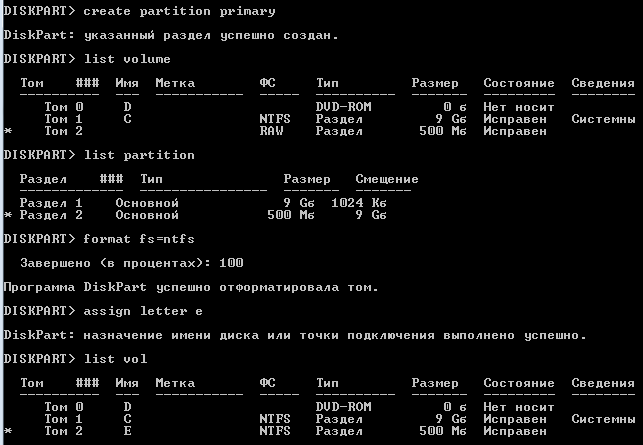 DISKPART> create partition primary
DiskPart: указанный раздел успешно создан.
DISKPART> list volume
Том ### Имя Метка ФС Тип Размер Состояние Сведения
Том 0 D DVD-ROM 0 б Нет носит
Том 1 C NTFS Раздел 9 Gб Исправен Системны
* Том 2 RAW Раздел 500 Mб Исправен
DISKPART> list partition
Раздел ### Тип Размер Смещение
Раздел 1 Основной 9 Gб 1024 Kб
* Раздел 2 Основной 500 Mб 9 Gб
DISKPART> format fs=ntfs
Завершено (в процентах): 100
Программа DiskPart успешно отформатировала том.
DISKPART> assign letter e
DiskPart: назначение имени диска или точки подключения выполнено успешно.
DISKPART> list vol
Том ### Имя Метка ФС Тип Размер Состояние Сведения
Том 0 D DVD-ROM 0 б Нет носит
Том 1 C NTFS Раздел 9 Gб Исправен Системны
* Том 2 E NTFS Раздел 500 Mб Исправен